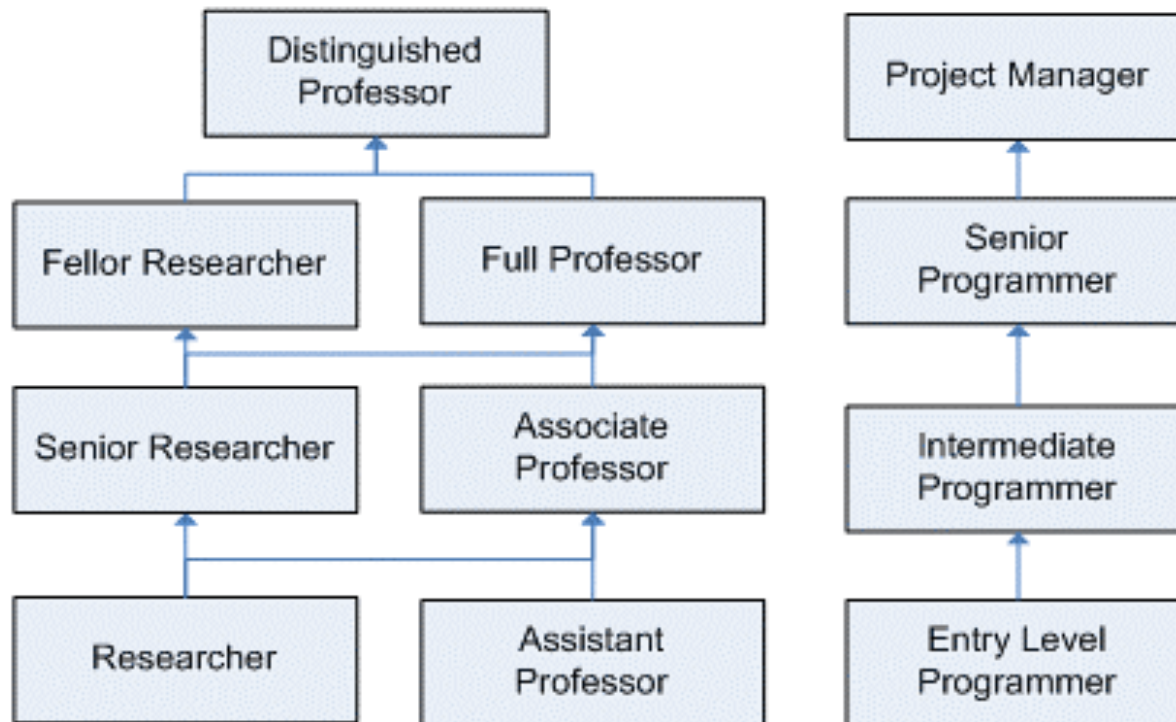 Distinguished
Professor
Project Manager
Fellor Researcher
Full Professor
Senior
Programmer
Senior Researcher
Associate
Professor
Intermediate
Programmer
Researcher
Assistant
Professor
Entry Level
Programmer